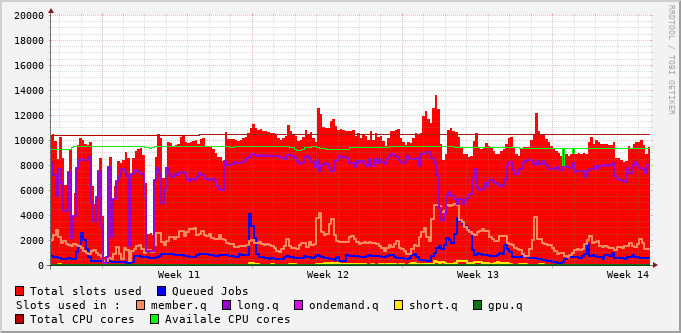 RRDTOOL / TOBI OETIKER
20000
18000
16000
14000
12000
10000
8000
6000
4000
2000
0
Week 11 Week 12 Week 13 Week 14
Total slots used Queued Jobs
Slots used in : member.q long.q ondemand.q short.q gpu.q
Total CPU cores Availale CPU cores